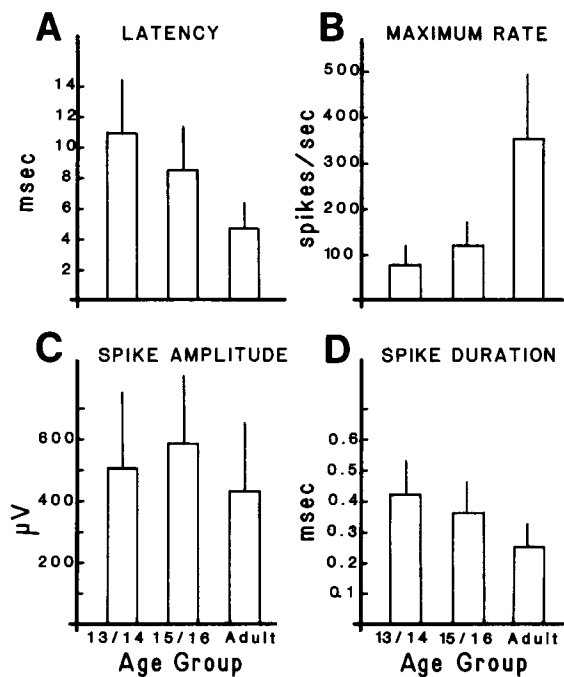 A LATENCY
msec
14
12
10
8
6
4
2
B MAXIMUM RATE
spikes/sec
500
400
300
200
100
C SPIKE AMPLITUDE
µV
600
400
200
13/14 15/16 Adult
Age Group
D SPIKE DURATION
msec
0.6
0.5
0.4
0.3
0.2
0.1
13/14 15/16 Adult
Age Group